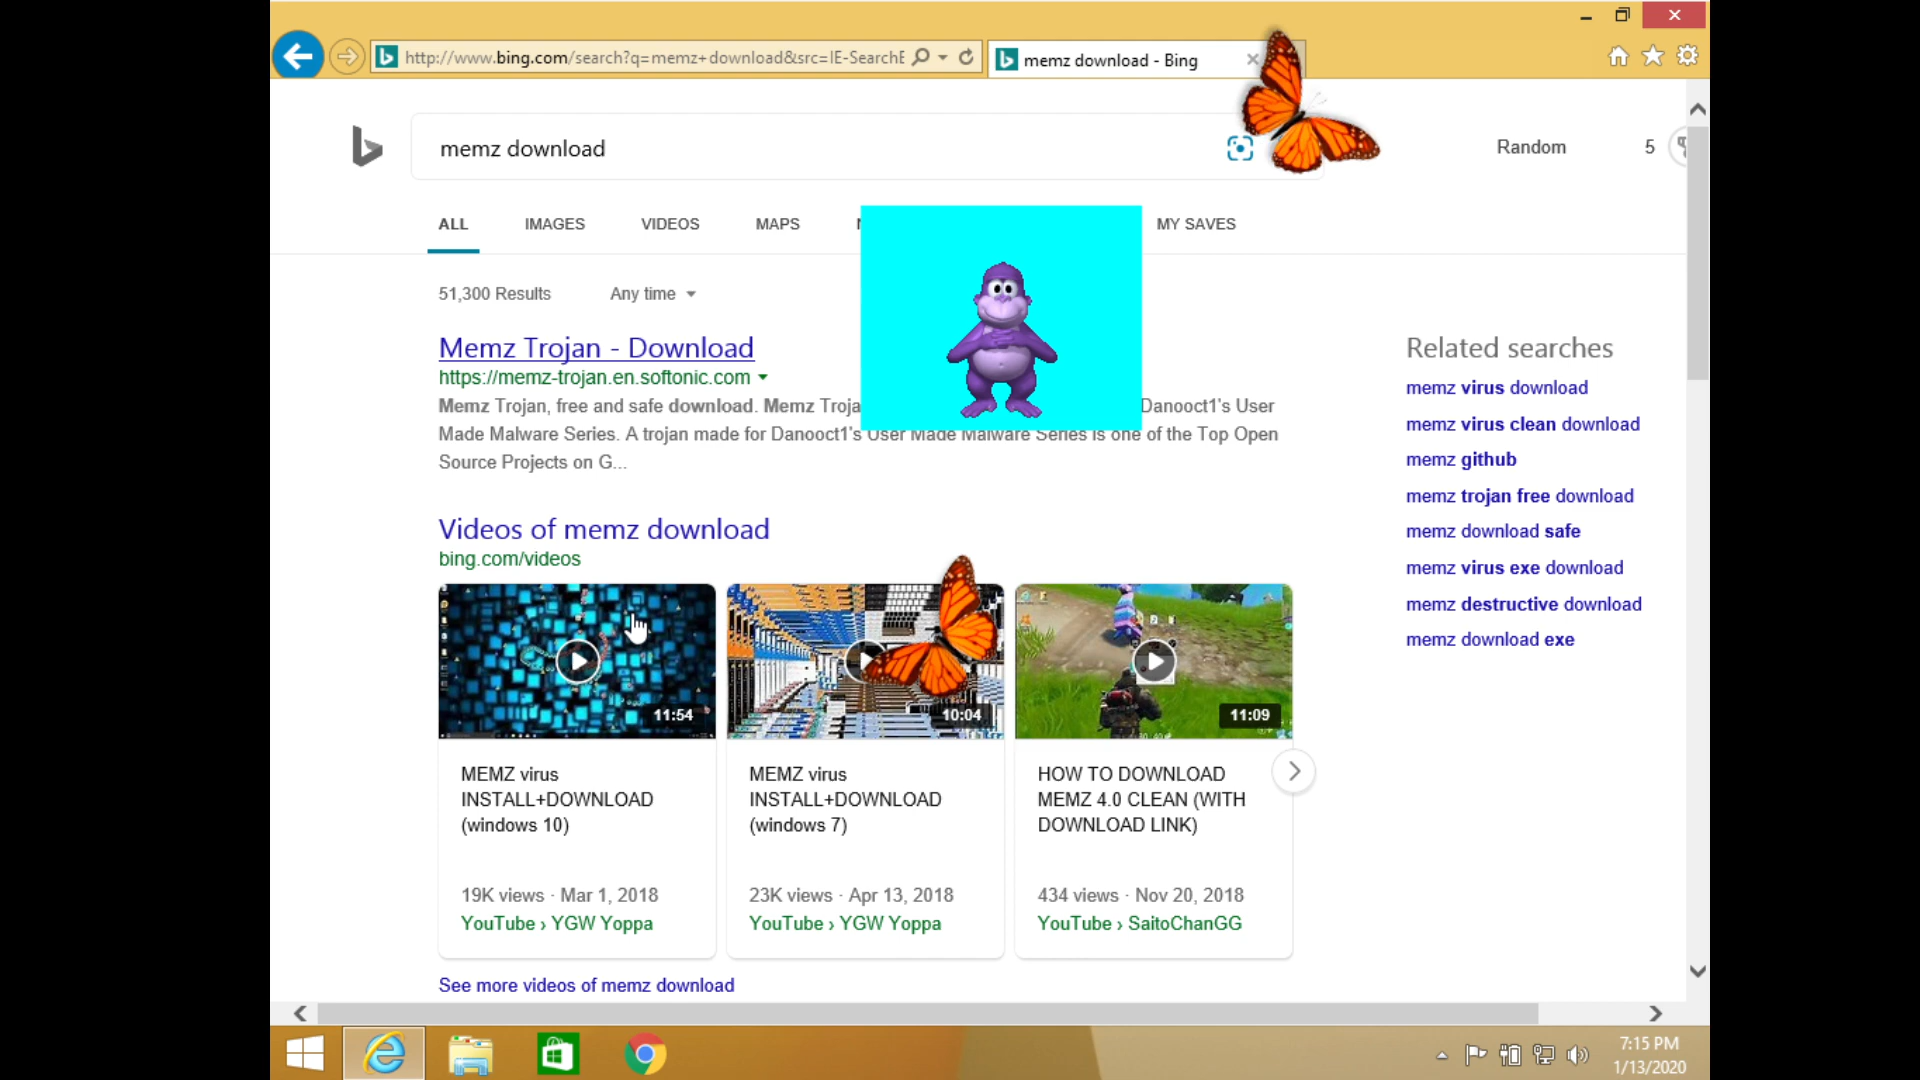 http://www.bing.com/search?q=memz+download&src=IE-SearchE
memz download - Bing
memz download
Random
5
ALL
IMAGES
VIDEOS
MAPS
MY SAVES
51,300 Results
Any time
Memz Trojan - Download
https://memz-trojan.en.softonic.com
Memz Trojan, free and safe download. Memz Troja
Danooct1's User
Made Malware Series. A trojan made for Danooct1's User Made Malware Series is one of the Top Open
Source Projects on G...
Videos of memz download
bing.com/videos
11:54
10:04
11:09
MEMZ virus
INSTALL+DOWNLOAD
(windows 10)
19K views · Mar 1, 2018
YouTube › YGW Yoppa
MEMZ virus
INSTALL+DOWNLOAD
(windows 7)
23K views · Apr 13, 2018
YouTube › YGW Yoppa
HOW TO DOWNLOAD
MEMZ 4.0 CLEAN (WITH
DOWNLOAD LINK)
434 views · Nov 20, 2018
YouTube › SaitoChanGG
See more videos of memz download
Related searches
memz virus download
memz virus clean download
memz github
memz trojan free download
memz download safe
memz virus exe download
memz destructive download
memz download exe
7:15 PM
1/13/2020